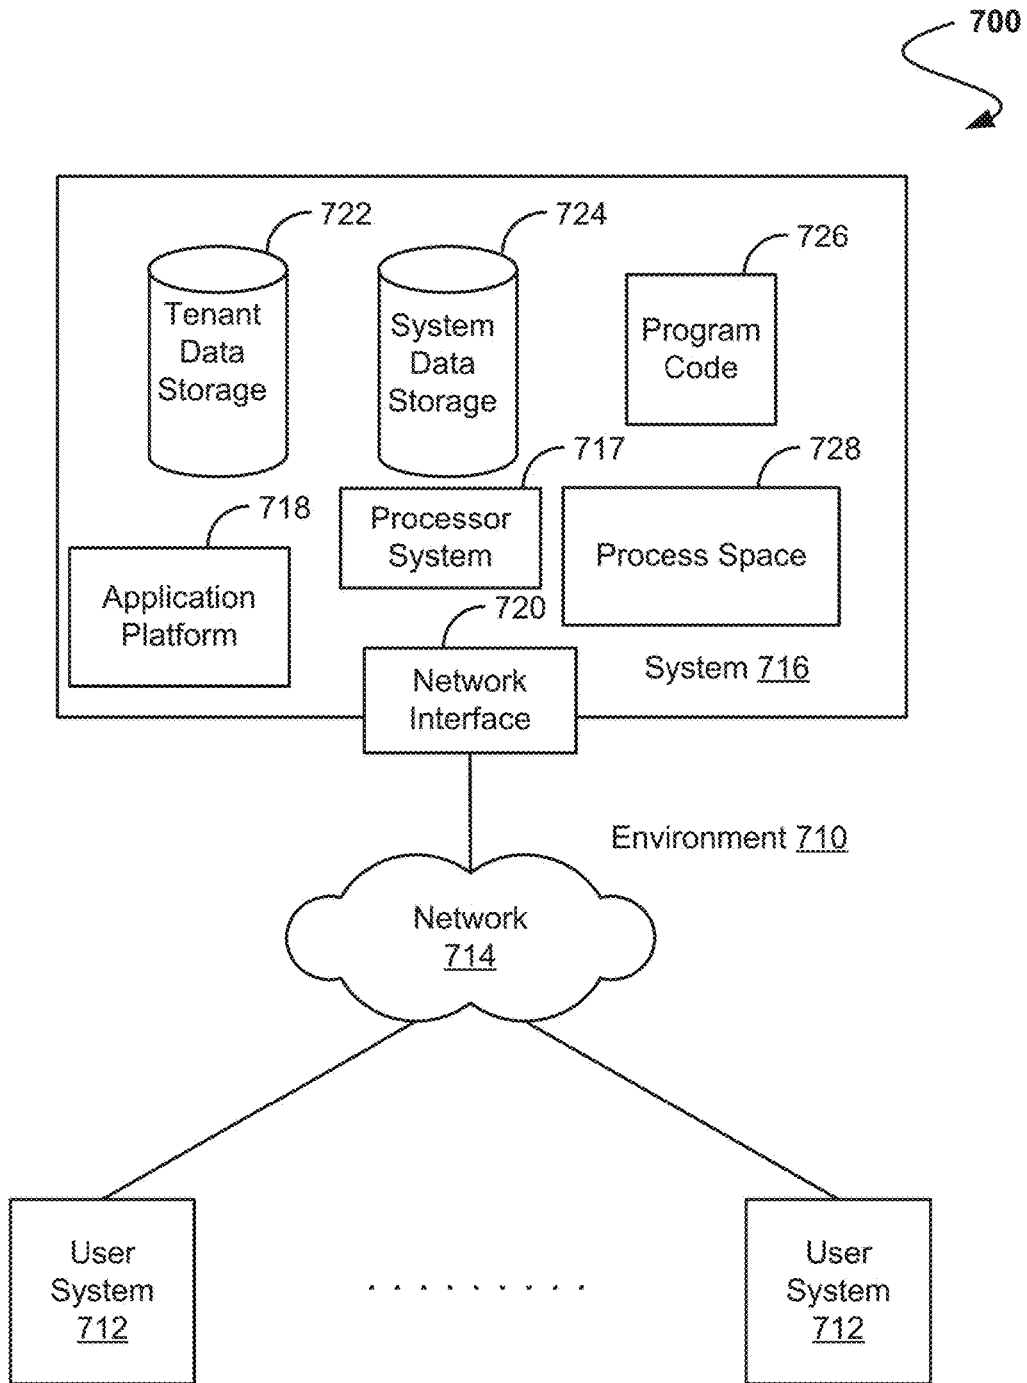 700
722
724
726
Tenant
Data
Storage
System
Data
Storage
Program
Code
717
728
718
Processor
System
Process Space
Application
Platform
720
System 716
Network
Interface
Environment 710
Network
714
User
System
712
User
System
712